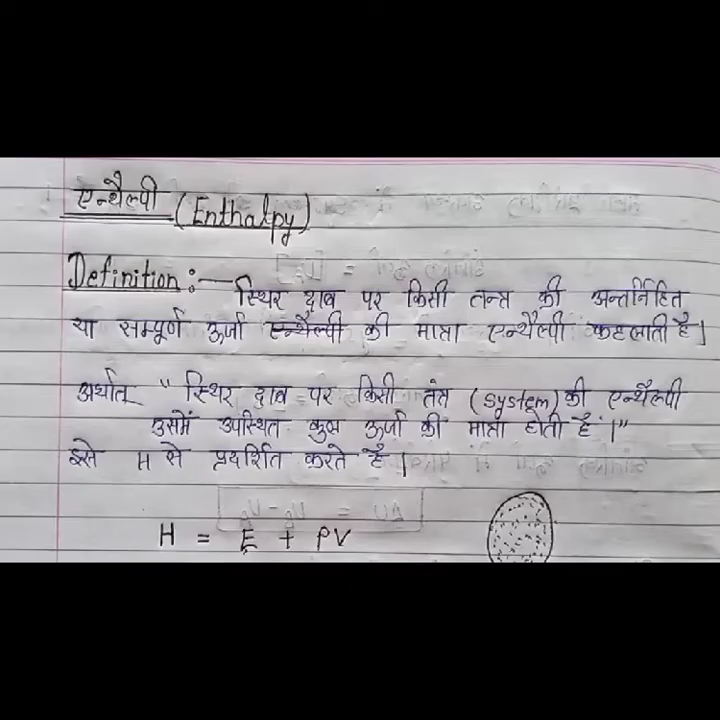 एन्थैल्पी (Enthalpy)
Definition:— स्थिर दाब पर किसी तन्त्र की अन्तर्निहित
या सम्पूर्ण ऊर्जा एन्थैल्पी की मात्रा एन्थैल्पी कहलाती है।
अर्थात् "स्थिर दाब पर किसी तंत्र (system) की एन्थैल्पी
उसमें उपस्थित कुल ऊर्जा की मात्रा होती है।"
इसे H से प्रदर्शित करते है।
H = E + PV